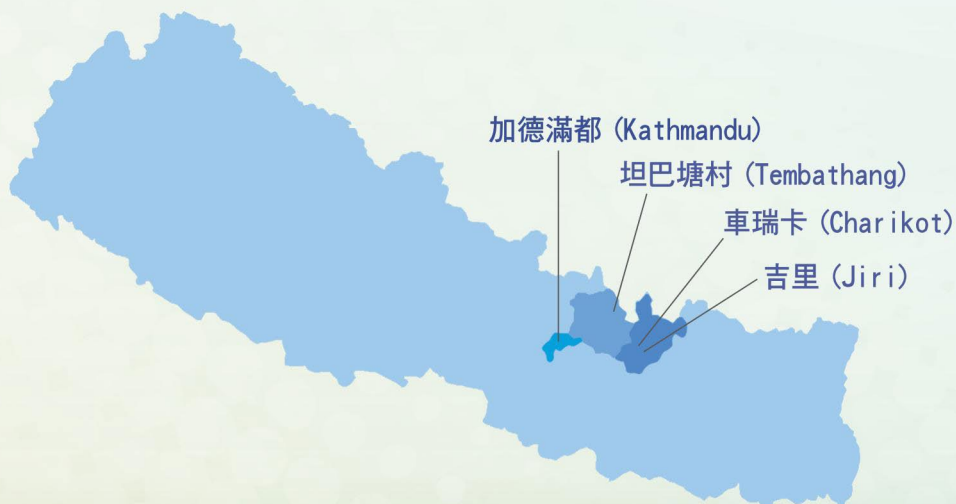 加德滿都 (Kathmandu)
坦巴塘村 (Tembathang)
車瑞卡 (Charikot)
吉里 (Jiri)